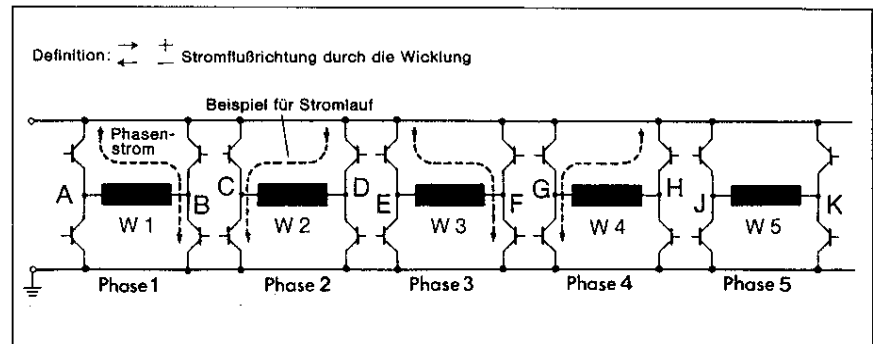 Definition: → + Stromflußrichtung durch die Wicklung
← −
Beispiel für Stromlauf
Phasen-
strom
A B C D E F G H J K
W 1 W 2 W 3 W 4 W 5
Phase 1 Phase 2 Phase 3 Phase 4 Phase 5